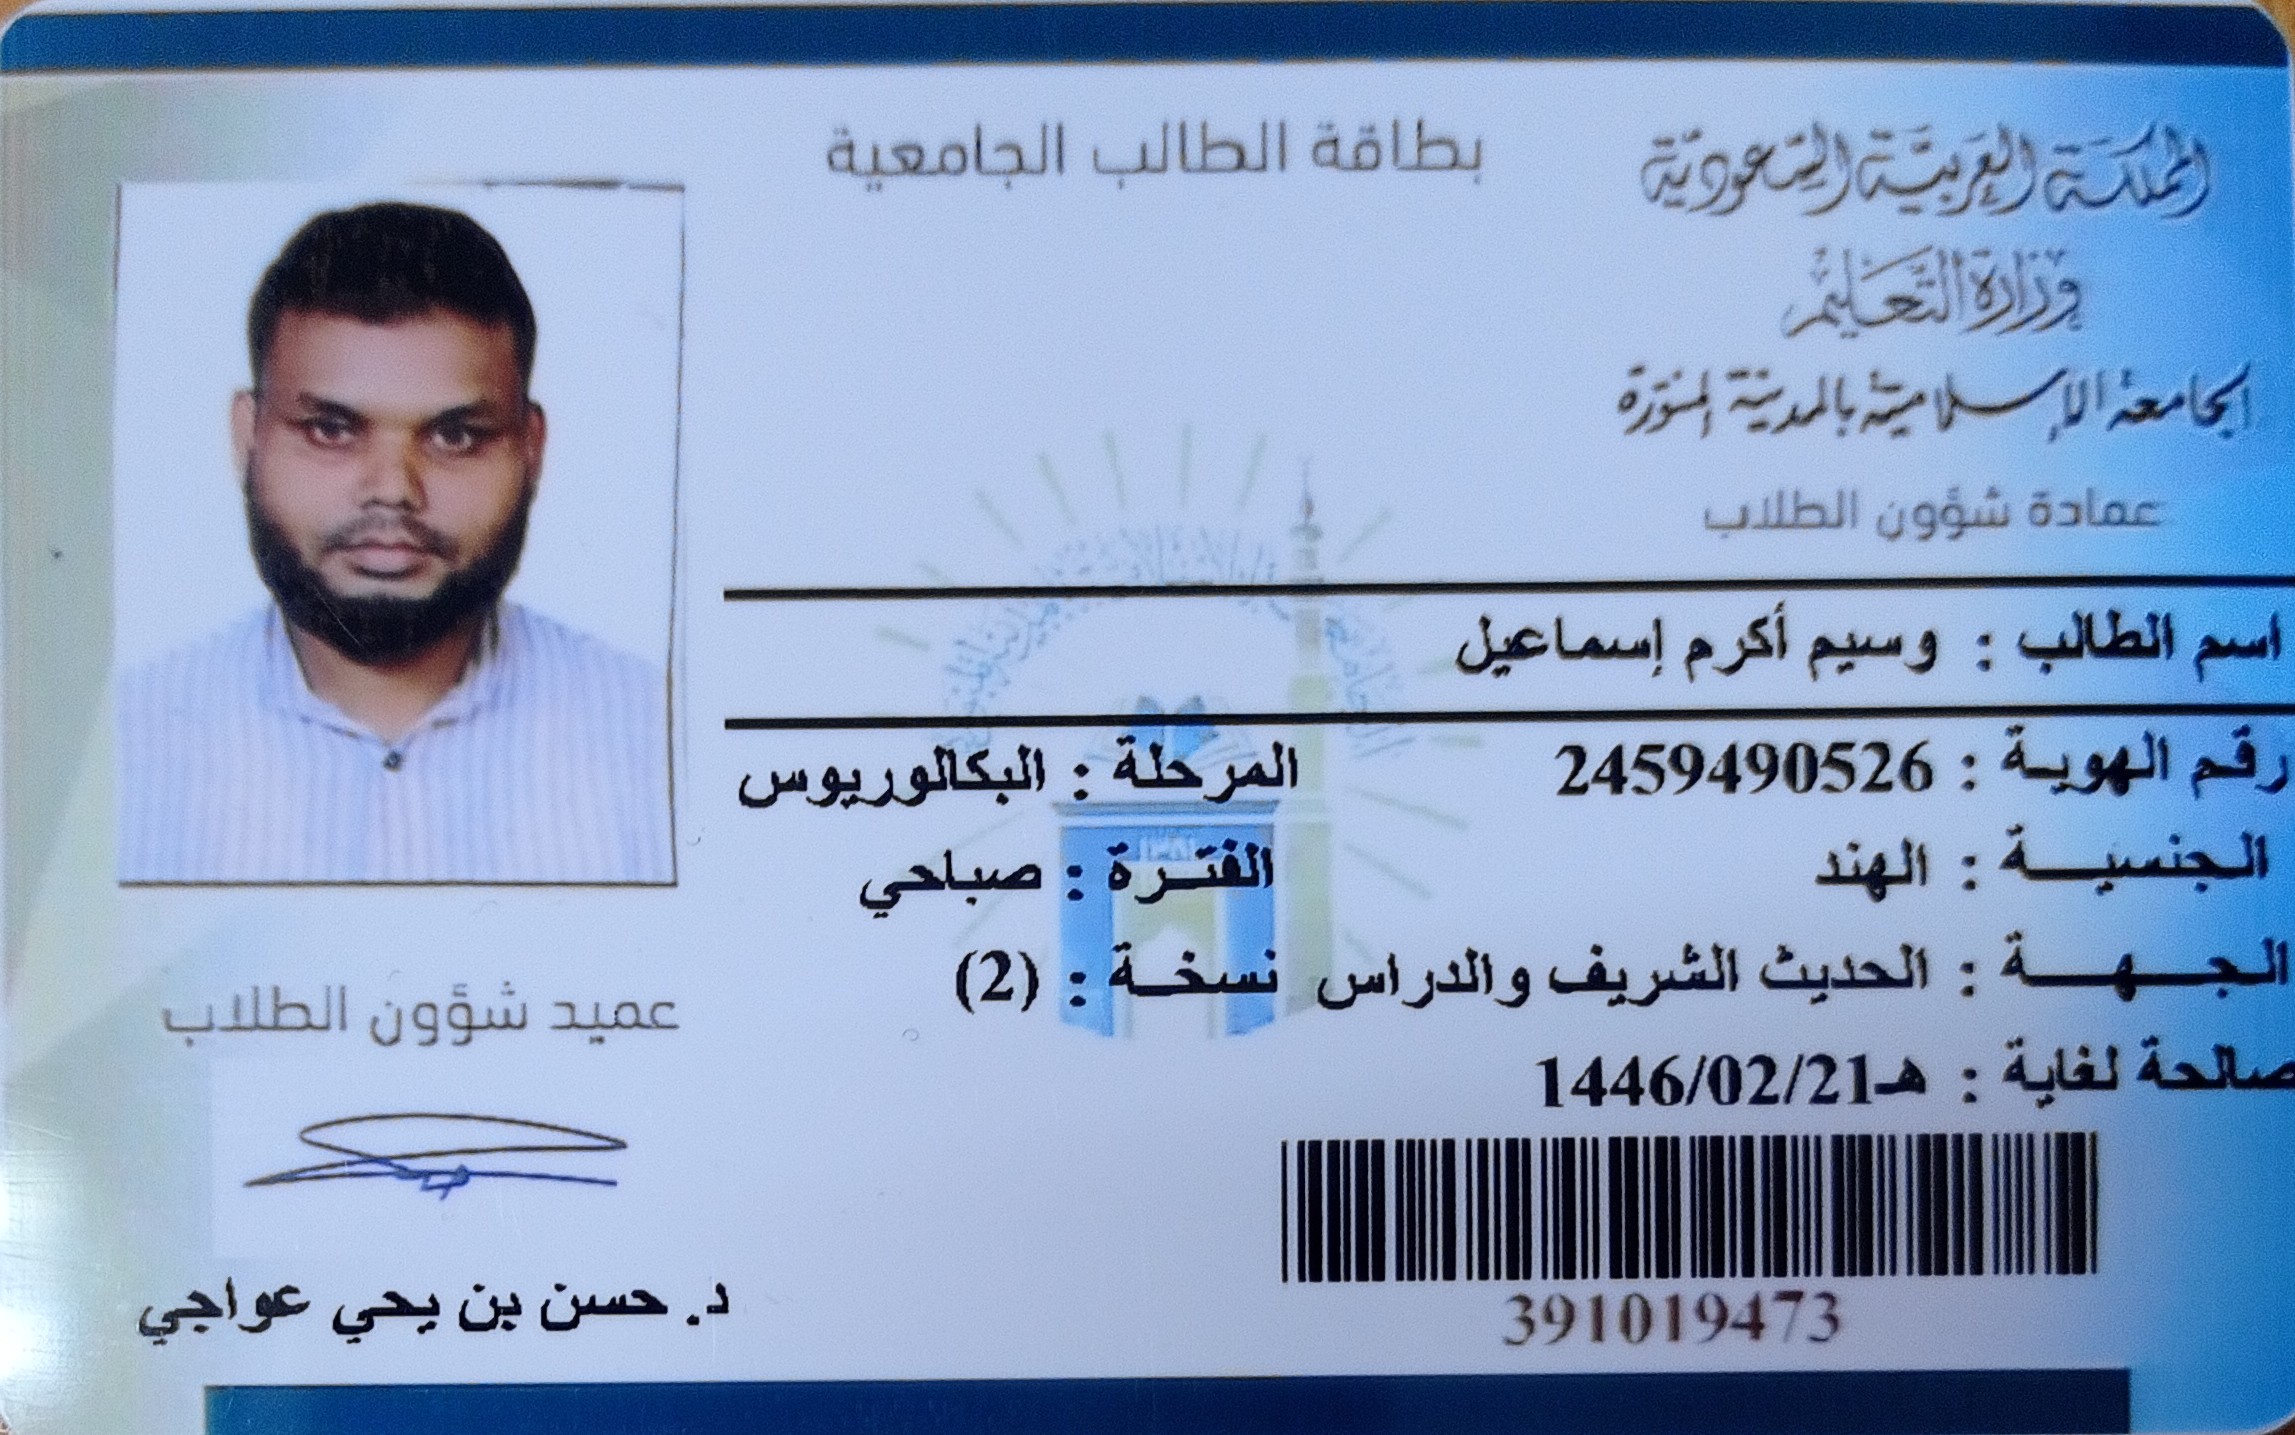 بطاقة الطالب الجامعية
المملكة العربية السعودية
وزارة التعليم
الجامعة الإسلامية بالمدينة المنورة
عمادة شؤون الطلاب
اسم الطالب : وسيم أكرم إسماعيل
رقم الهوية : 2459490526 المرحلة : البكالوريوس
الجنسية : الهند الفترة : صباحي
الجهة : الحديث الشريف والدراس نسخة : (2)
صالحة لغاية : 1446/02/21هـ
391019473
عميد شؤون الطلاب
د. حسن بن يحي عواجي